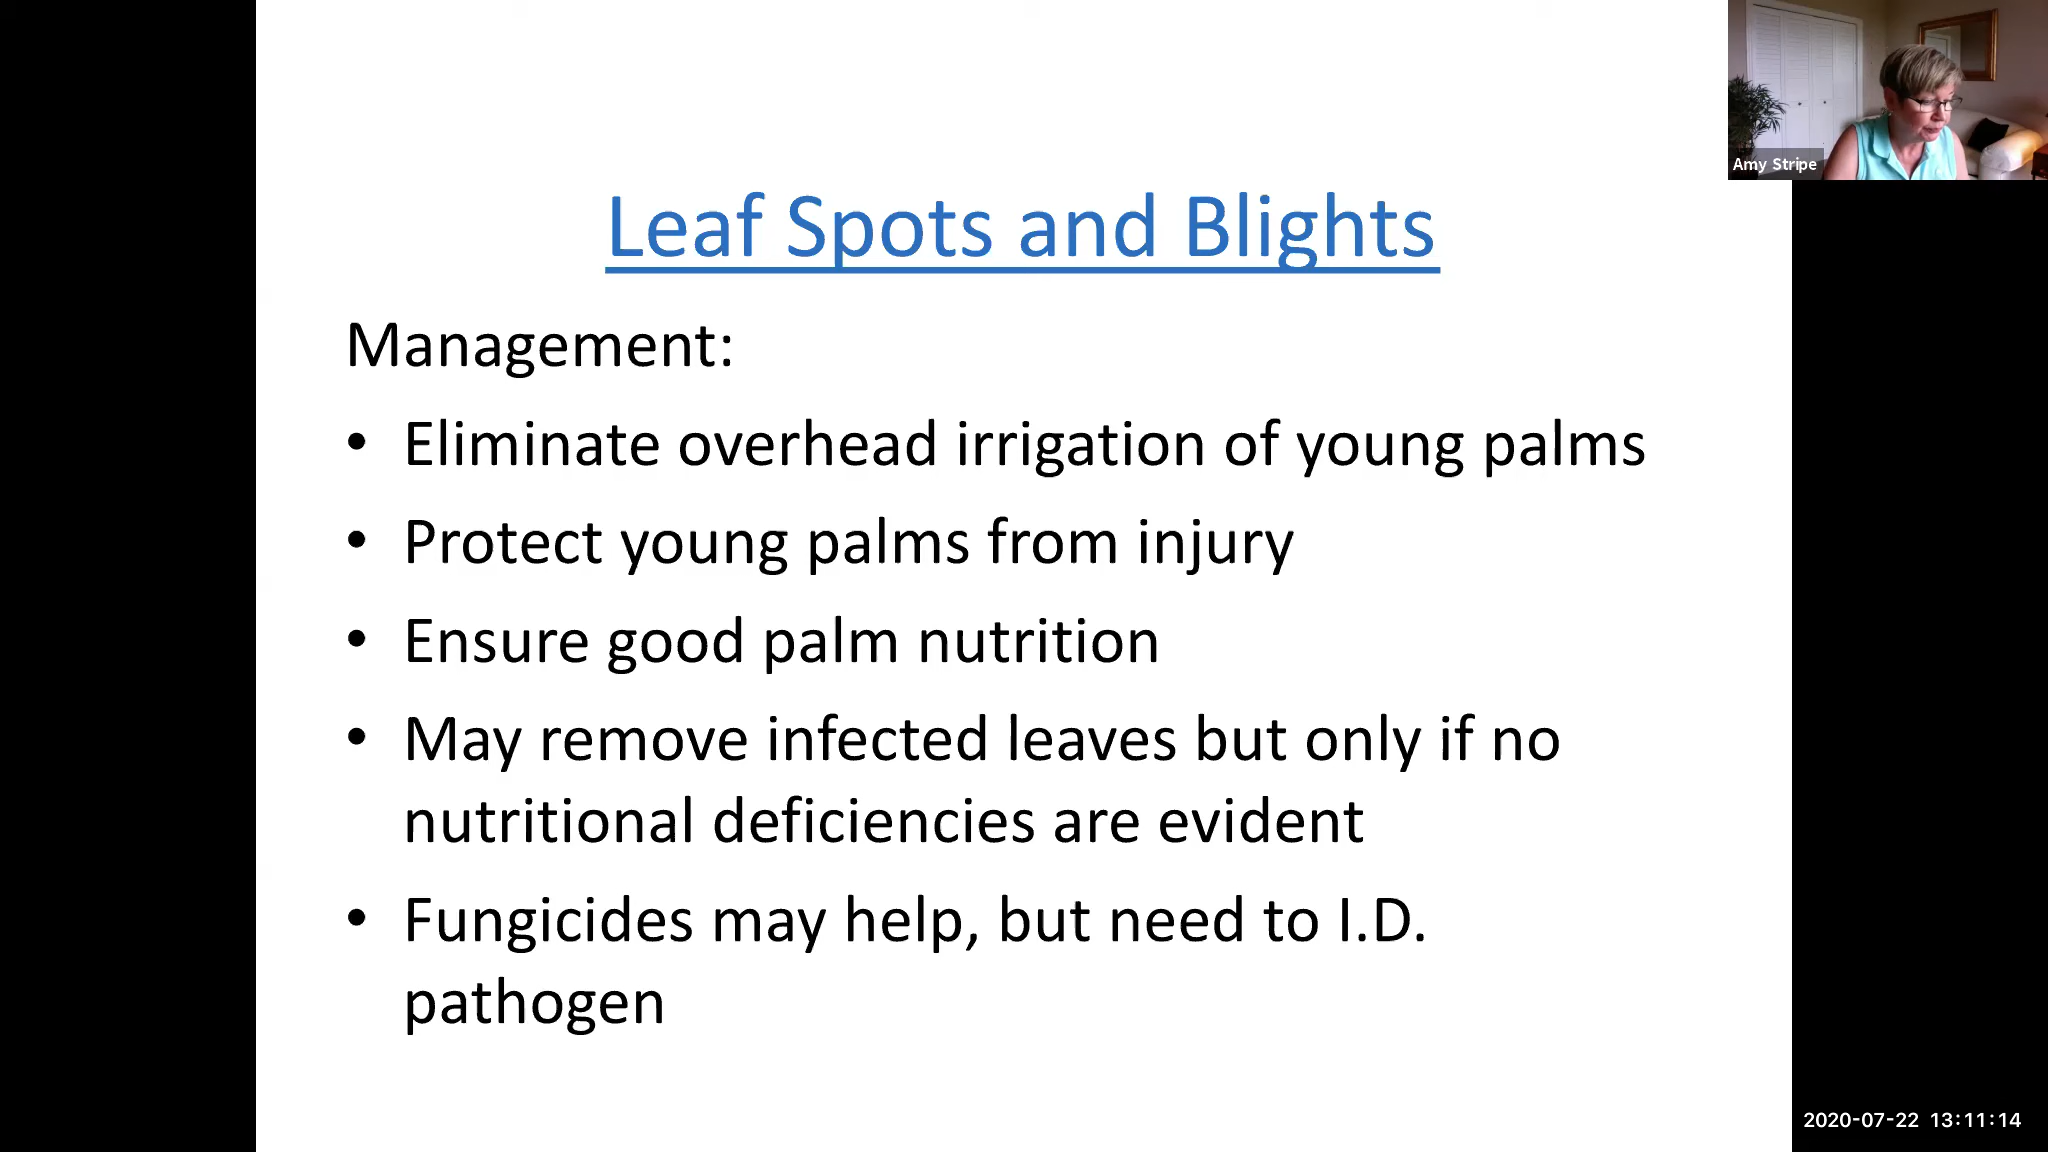 Amy Stripe
Leaf Spots and Blights
Management:
• Eliminate overhead irrigation of young palms
• Protect young palms from injury
• Ensure good palm nutrition
• May remove infected leaves but only if no
nutritional deficiencies are evident
• Fungicides may help, but need to I.D.
pathogen
2020-07-22 13:11:14